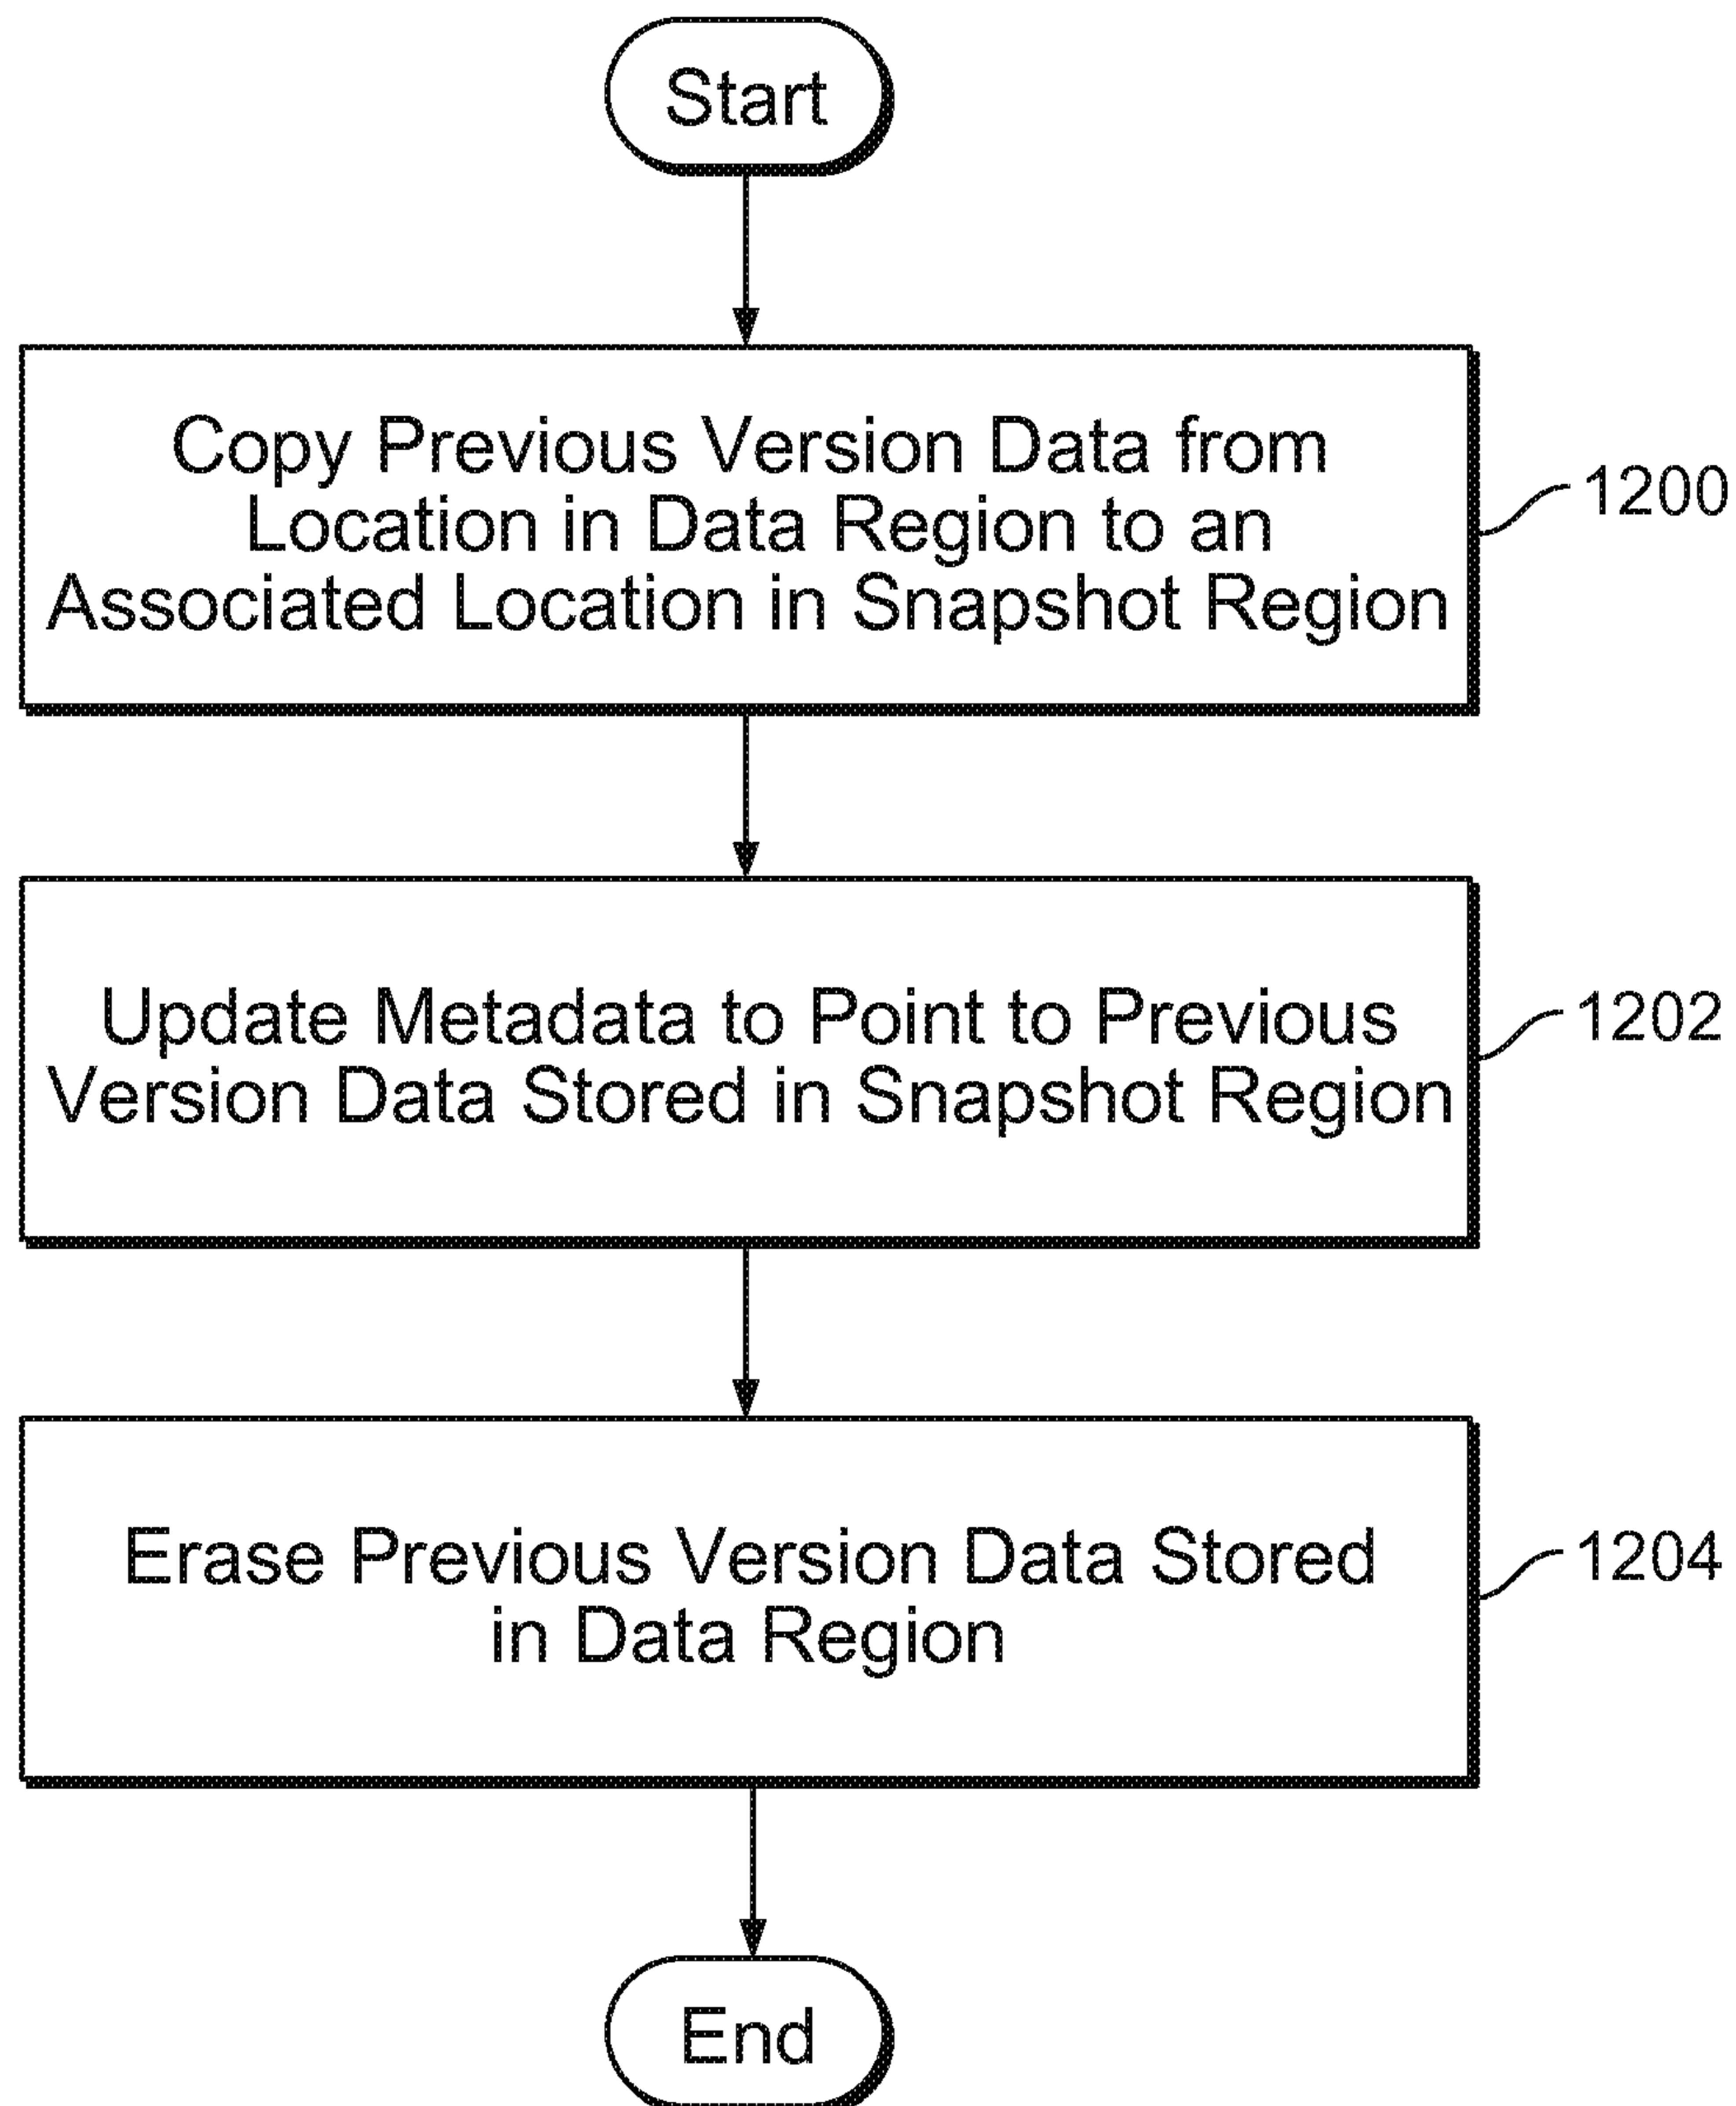 Start
Copy Previous Version Data from
Location in Data Region to an
Associated Location in Snapshot Region
1200
Update Metadata to Point to Previous
Version Data Stored in Snapshot Region
1202
Erase Previous Version Data Stored
in Data Region
1204
End